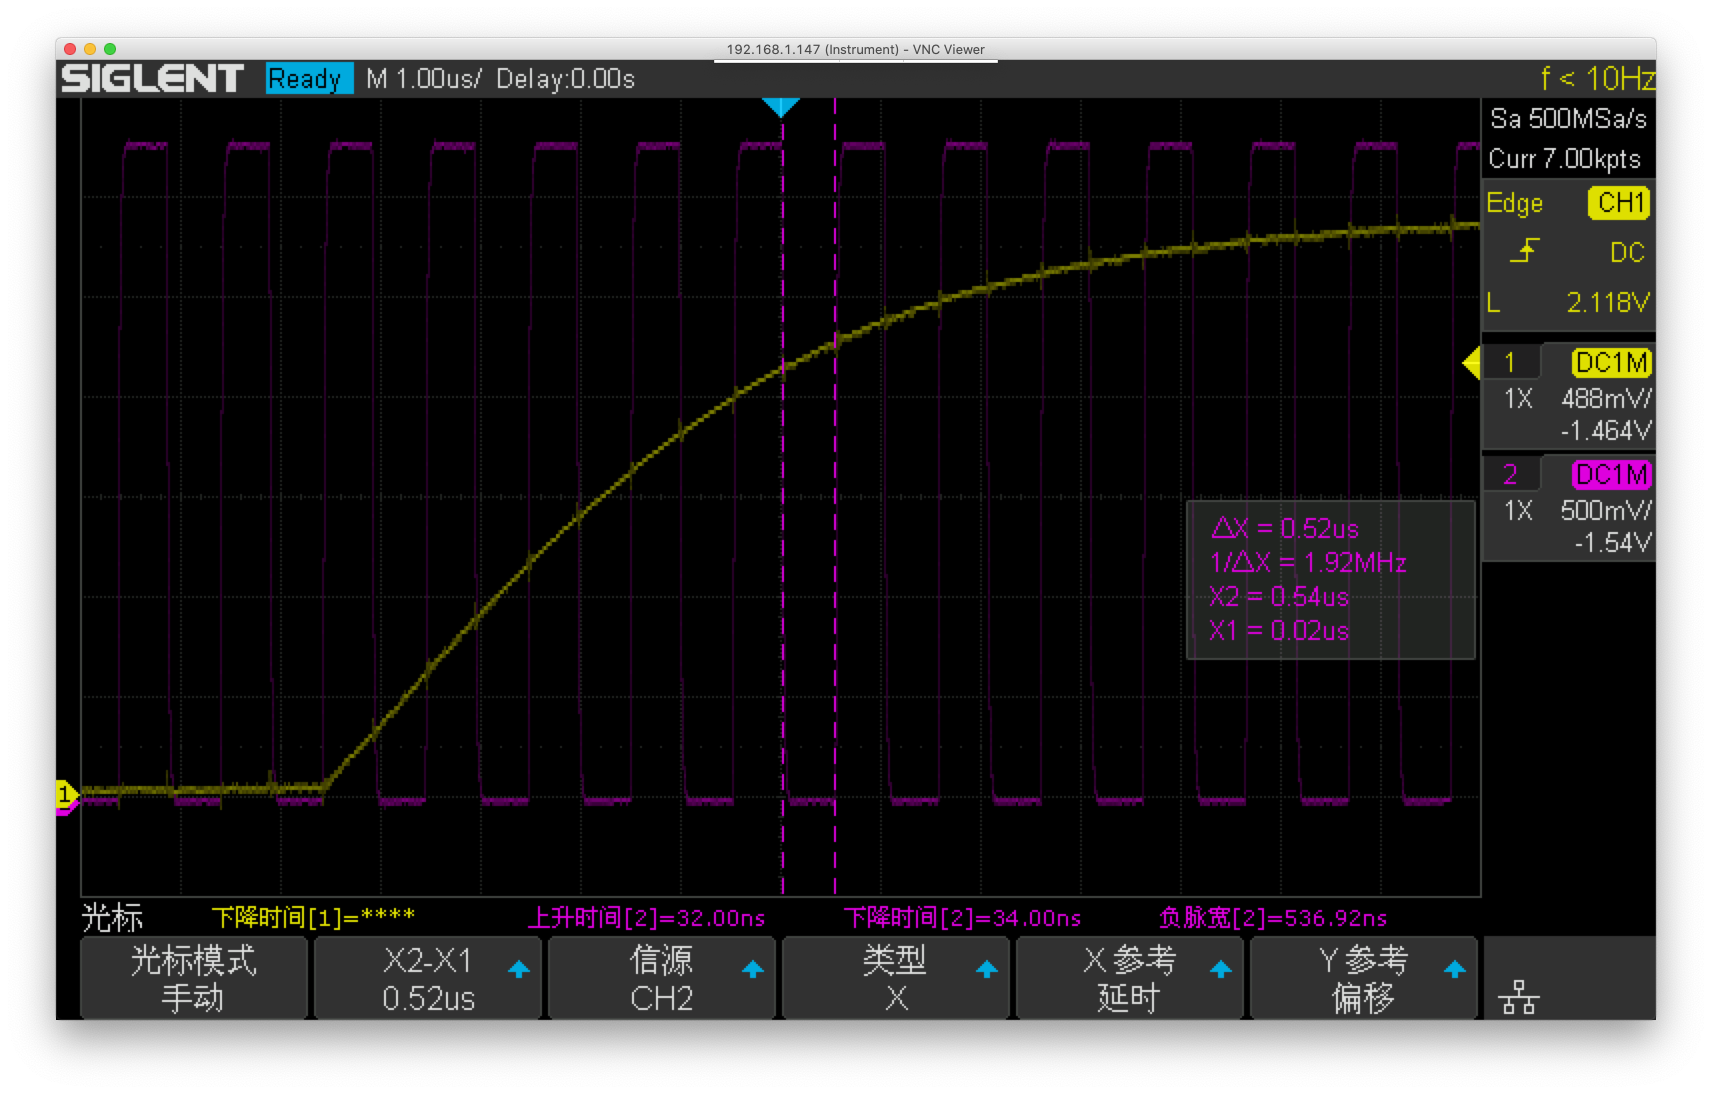 192.168.1.147 (Instrument) - VNC Viewer
SIGLENT Ready M 1.00us/ Delay:0.00s f < 10Hz
Sa 500MSa/s
Curr 7.00kpts
Edge CH1
DC
L 2.118V
1 DC1M
1X 488mV/
-1.464V
2 DC1M
1X 500mV/
-1.54V
△X = 0.52us
1/△X = 1.92MHz
X2 = 0.54us
X1 = 0.02us
1
光标 下降时间[1]=**** 上升时间[2]=32.00ns 下降时间[2]=34.00ns 负脉宽[2]=536.92ns
光标模式 X2-X1 信源 类型 X 参考 Y 参考
手动 0.52us CH2 X 延时 偏移